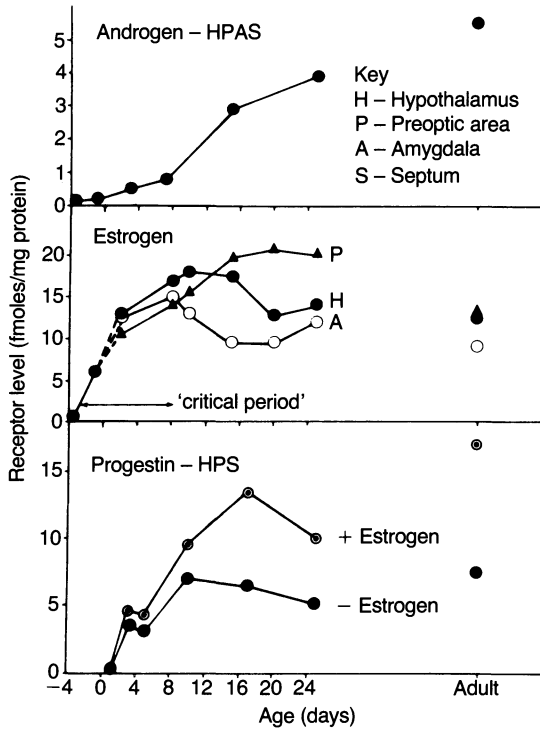 Androgen – HPAS
Key
H – Hypothalamus
P – Preoptic area
A – Amygdala
S – Septum
5
4
3
2
1
0
Estrogen
P
H
A
20
15
10
5
0
'critical period'
Receptor level (fmoles/mg protein)
Progestin – HPS
+ Estrogen
– Estrogen
15
10
5
0
–4 0 4 8 12 16 20 24 Adult
Age (days)